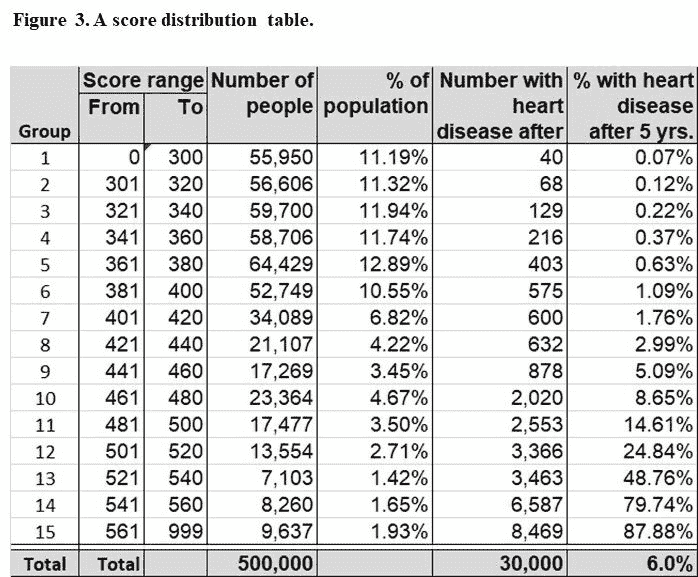 Figure 3. A score distribution table.
Group Score range Number of people % of population Number with heart disease after % with heart disease after 5 yrs.
From To
1 0 300 55,950 11.19% 40 0.07%
2 301 320 56,606 11.32% 68 0.12%
3 321 340 59,700 11.94% 129 0.22%
4 341 360 58,706 11.74% 216 0.37%
5 361 380 64,429 12.89% 403 0.63%
6 381 400 52,749 10.55% 575 1.09%
7 401 420 34,089 6.82% 600 1.76%
8 421 440 21,107 4.22% 632 2.99%
9 441 460 17,269 3.45% 878 5.09%
10 461 480 23,364 4.67% 2,020 8.65%
11 481 500 17,477 3.50% 2,553 14.61%
12 501 520 13,554 2.71% 3,366 24.84%
13 521 540 7,103 1.42% 3,463 48.76%
14 541 560 8,260 1.65% 6,587 79.74%
15 561 999 9,637 1.93% 8,469 87.88%
Total Total 500,000 30,000 6.0%